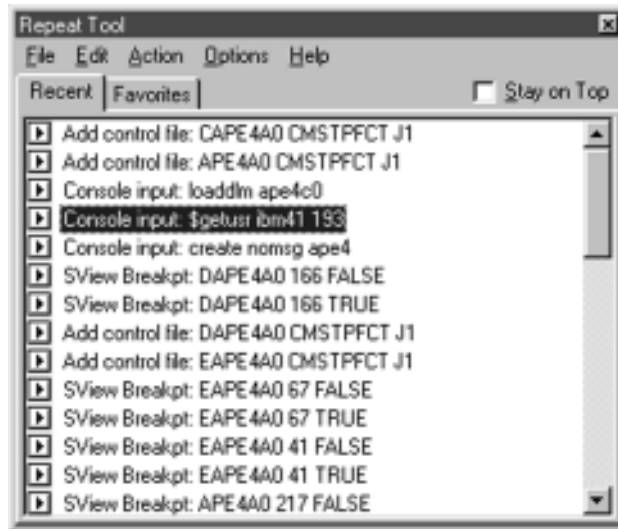 Repeat Tool
File Edit Action Options Help
Recent Favorites Stay on Top
Add control file: CAPE4A0 CMSTPFCT J1
Add control file: APE4A0 CMSTPFCT J1
Console input: loaddlm ape4c0
Console input: $getusr ibm41 193
Console input: create nomsg ape4
SView Breakpt: DAPE4A0 166 FALSE
SView Breakpt: DAPE4A0 166 TRUE
Add control file: DAPE4A0 CMSTPFCT J1
Add control file: EAPE4A0 CMSTPFCT J1
SView Breakpt: EAPE4A0 67 FALSE
SView Breakpt: EAPE4A0 67 TRUE
SView Breakpt: EAPE4A0 41 FALSE
SView Breakpt: EAPE4A0 41 TRUE
SView Breakpt: APE4A0 217 FALSE